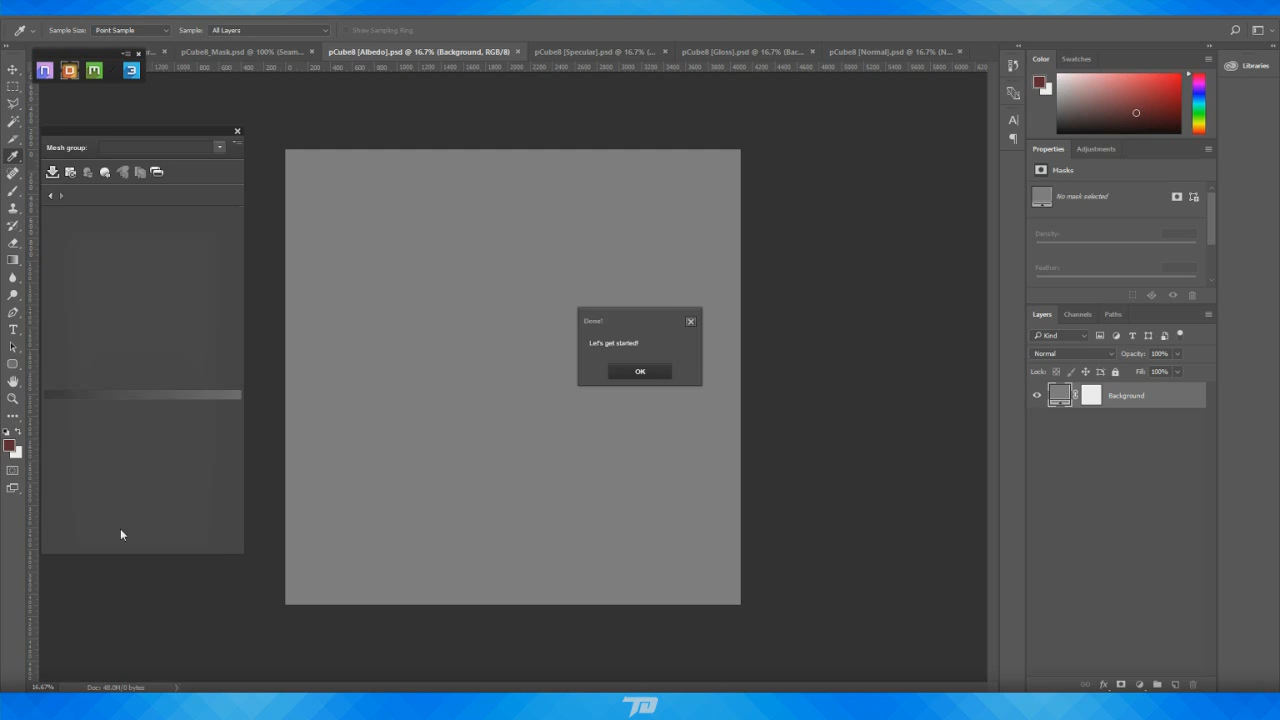 Sample Size: Point Sample Sample: All Layers Show Sampling Ring
pCube8_Mask.psd @ 100% (Seam... pCube8 [Albedo].psd @ 16.7% (Background, RGB/8) pCube8 [Specular].psd @ 16.7% (... pCube8 [Gloss].psd @ 16.7% (Bac... pCube8 [Normal].psd @ 16.7% (N...
Mesh group:
Done!
Let's get started!
OK
Color Swatches
Libraries
Properties Adjustments
Masks
No mask selected
Density:
Feather:
Layers Channels Paths
Kind
Normal Opacity: 100%
Lock: Fill: 100%
Background
16.67% Doc: 48.0M/0 bytes